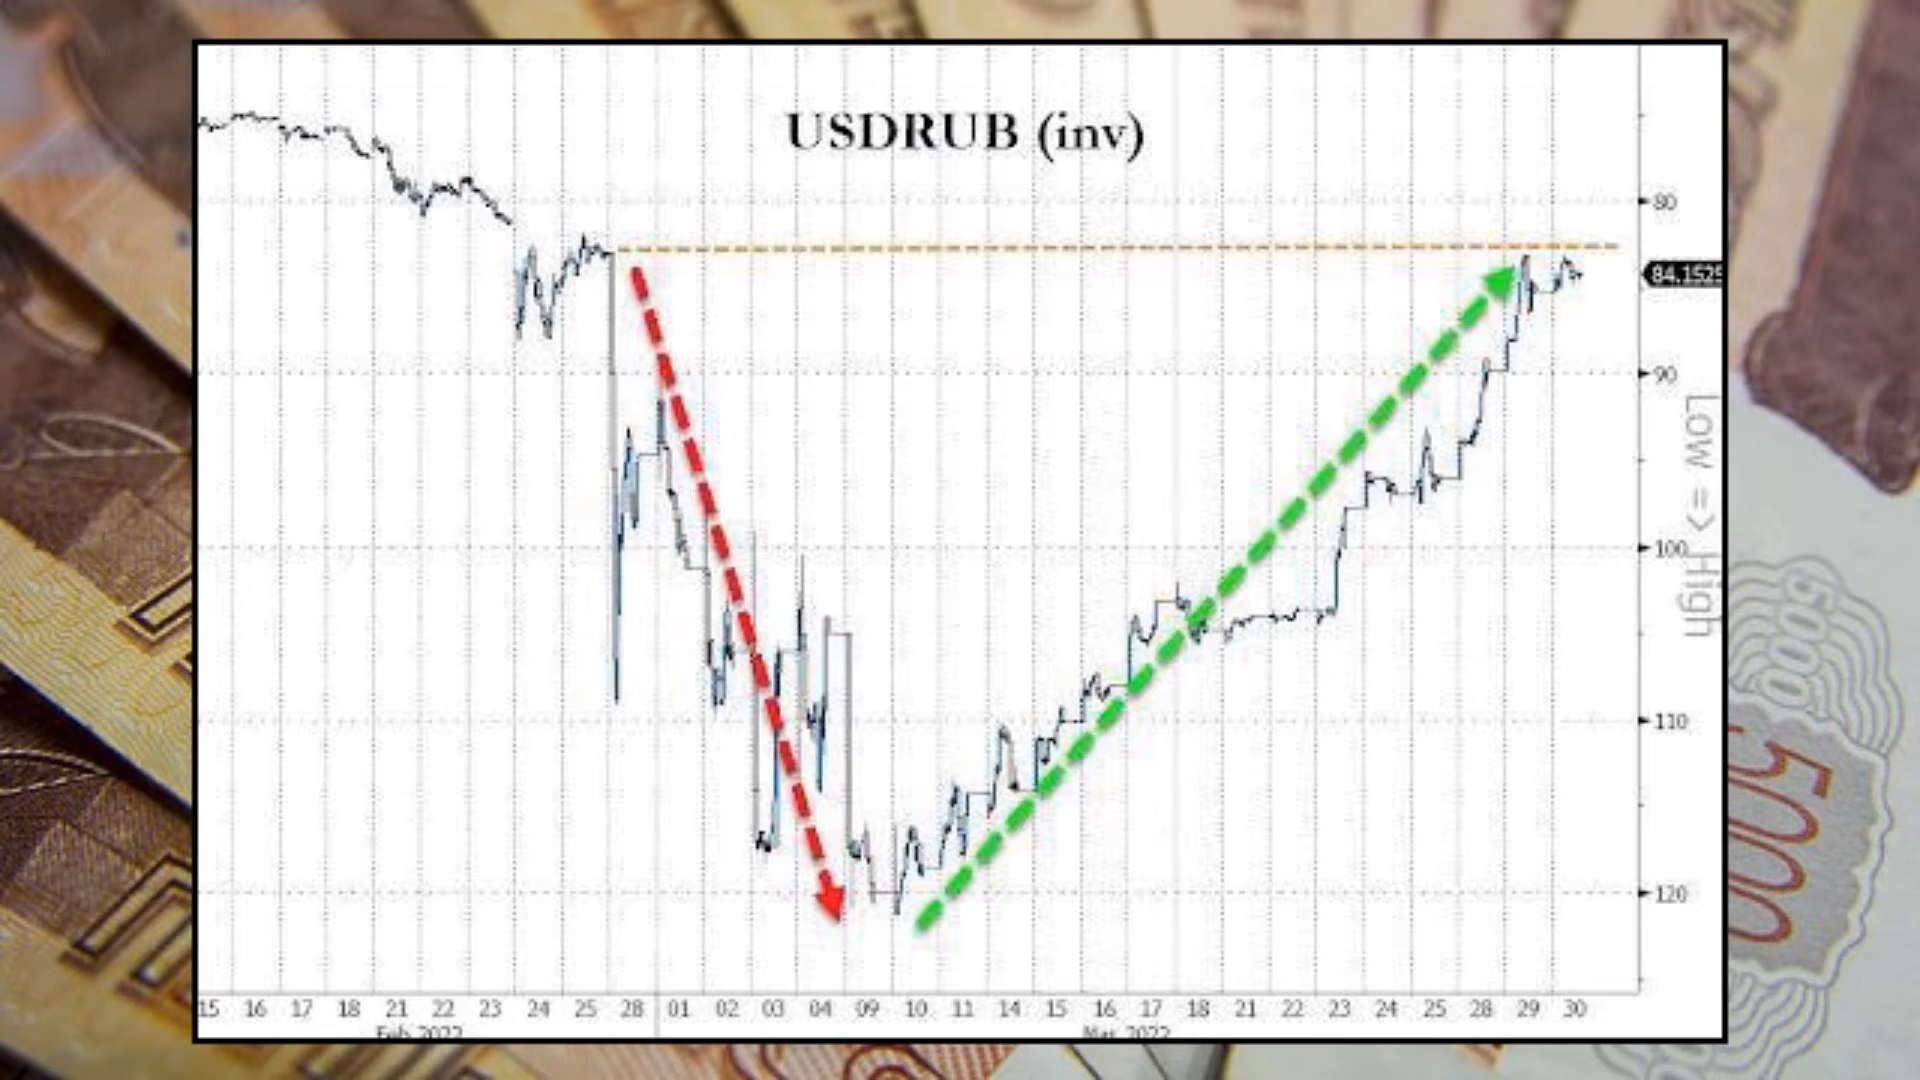 USDRUB (inv)
80
84.1525
90
100
110
120
Low => High
15 16 17 18 21 22 23 24 25 28 01 02 03 04 09 10 11 14 15 16 17 18 21 22 23 24 25 28 29 30
Feb 2022 Mar 2022
5000
5000